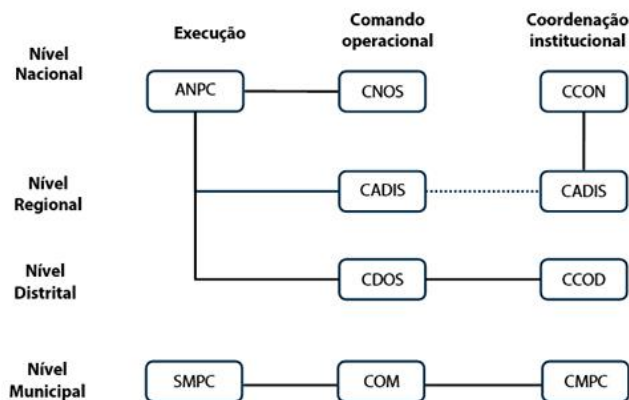 Execução
Comando
operacional
Coordenação
institucional
Nível
Nacional
ANPC
CNOS
CCON
Nível
Regional
CADIS
CADIS
Nível
Distrital
CDOS
CCOD
Nível
Municipal
SMPC
COM
CMPC